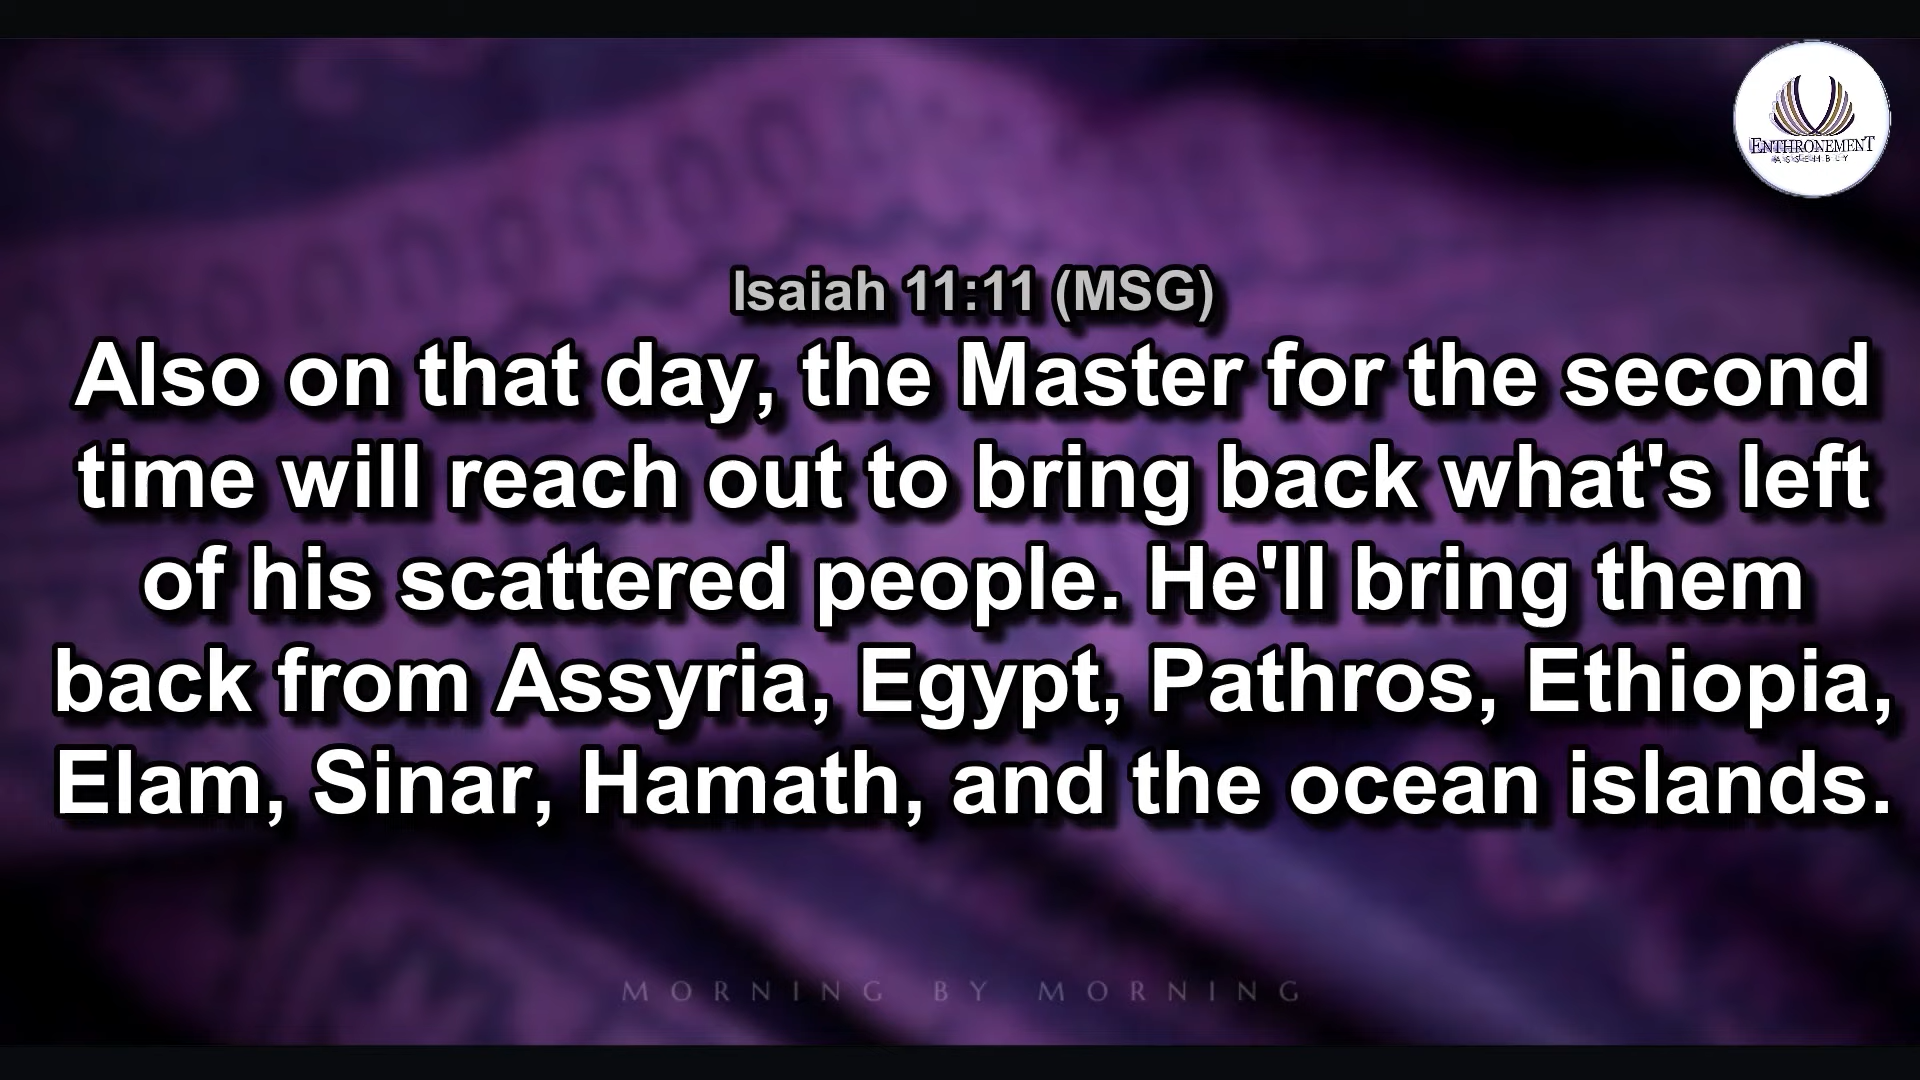 ENTHRONEMENT
ASSEMBLY
Isaiah 11:11 (MSG)
Also on that day, the Master for the second
time will reach out to bring back what's left
of his scattered people. He'll bring them
back from Assyria, Egypt, Pathros, Ethiopia,
Elam, Sinar, Hamath, and the ocean islands.
MORNING BY MORNING